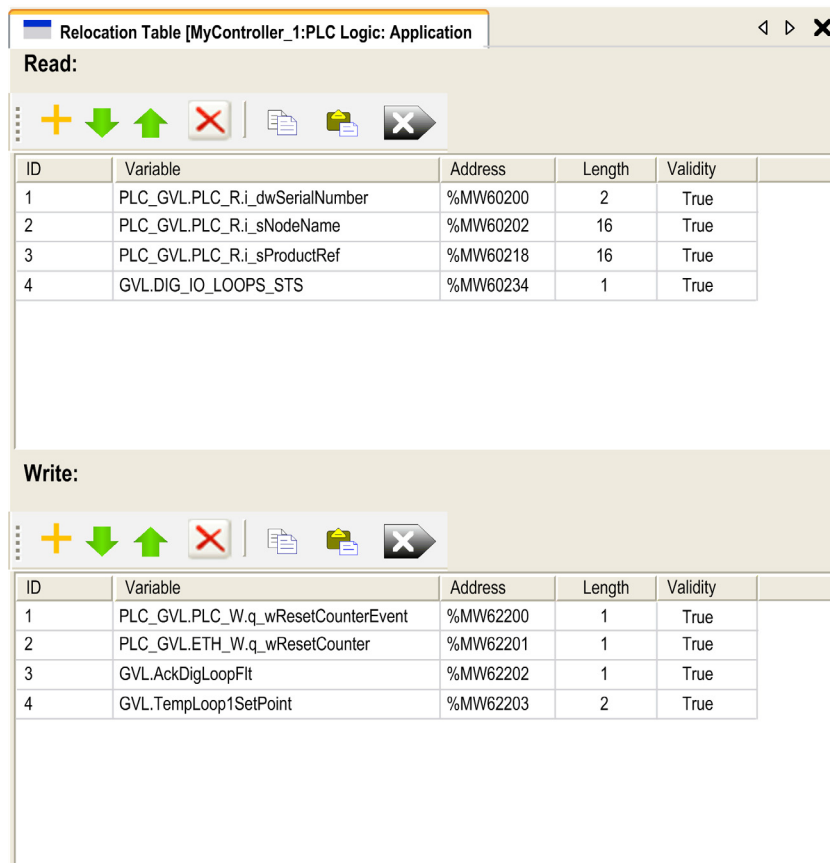 Relocation Table [MyController_1:PLC Logic: Application
Read:
ID Variable Address Length Validity
1 PLC_GVL.PLC_R.i_dwSerialNumber %MW60200 2 True
2 PLC_GVL.PLC_R.i_sNodeName %MW60202 16 True
3 PLC_GVL.PLC_R.i_sProductRef %MW60218 16 True
4 GVL.DIG_IO_LOOPS_STS %MW60234 1 True
Write:
ID Variable Address Length Validity
1 PLC_GVL.PLC_W.q_wResetCounterEvent %MW62200 1 True
2 PLC_GVL.ETH_W.q_wResetCounter %MW62201 1 True
3 GVL.AckDigLoopFlt %MW62202 1 True
4 GVL.TempLoop1SetPoint %MW62203 2 True